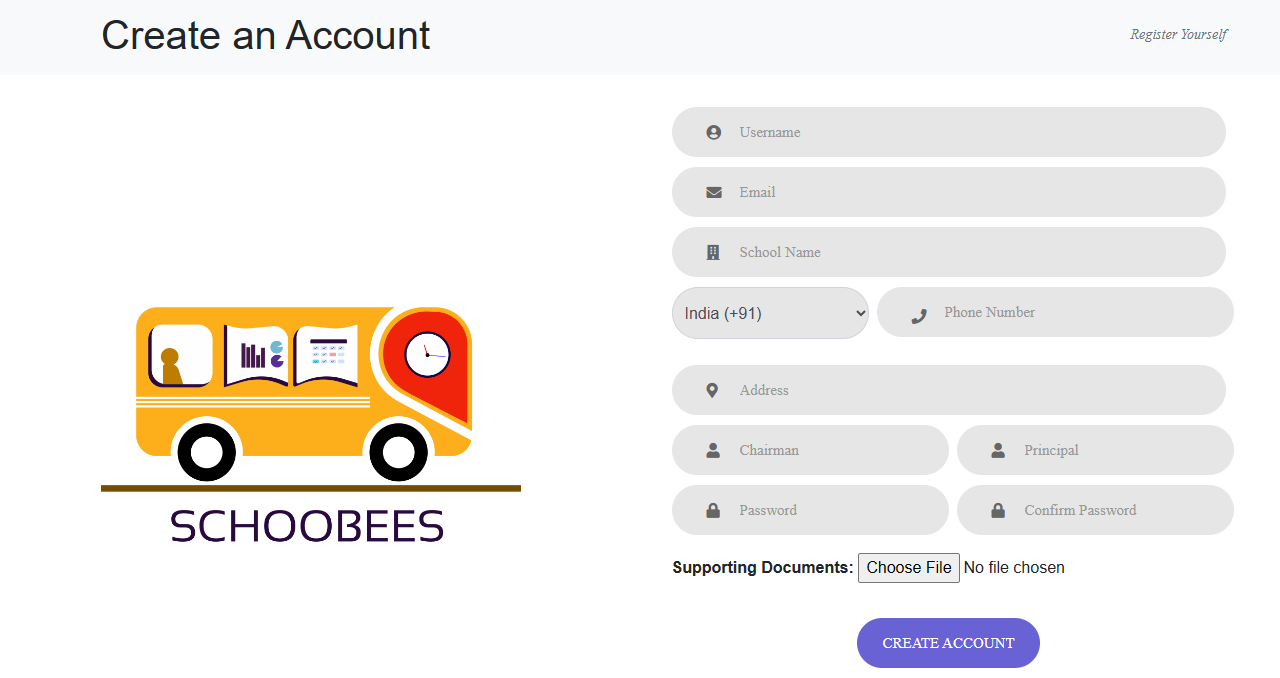 Create an Account
Register Yourself
Username
Email
School Name
India (+91)
Phone Number
Address
Chairman
Principal
Password
Confirm Password
Supporting Documents: Choose File No file chosen
CREATE ACCOUNT
SCHOOBEES